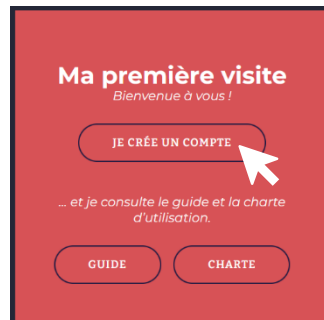 Ma première visite
Bienvenue à vous !
JE CRÉE UN COMPTE
... et je consulte le guide et la charte
d'utilisation.
GUIDE
CHARTE